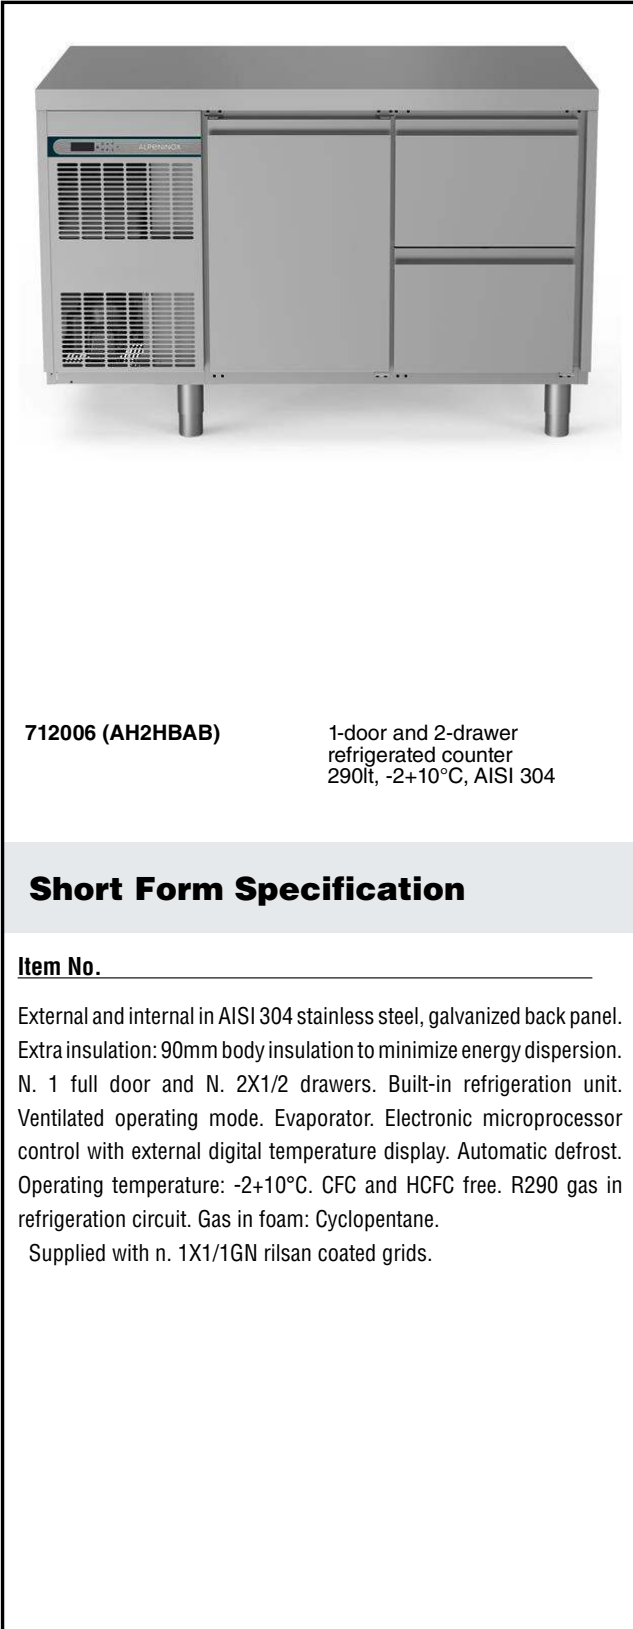 ALPENINOX
712006 (AH2HBAB)
1-door and 2-drawer
refrigerated counter
290lt, -2+10°C, AISI 304
Short Form Specification
Item No.
External and internal in AISI 304 stainless steel, galvanized back panel.
Extra insulation: 90mm body insulation to minimize energy dispersion.
N. 1 full door and N. 2X1/2 drawers. Built-in refrigeration unit.
Ventilated operating mode. Evaporator. Electronic microprocessor
control with external digital temperature display. Automatic defrost.
Operating temperature: -2+10°C. CFC and HCFC free. R290 gas in
refrigeration circuit. Gas in foam: Cyclopentane.
Supplied with n. 1X1/1GN rilsan coated grids.